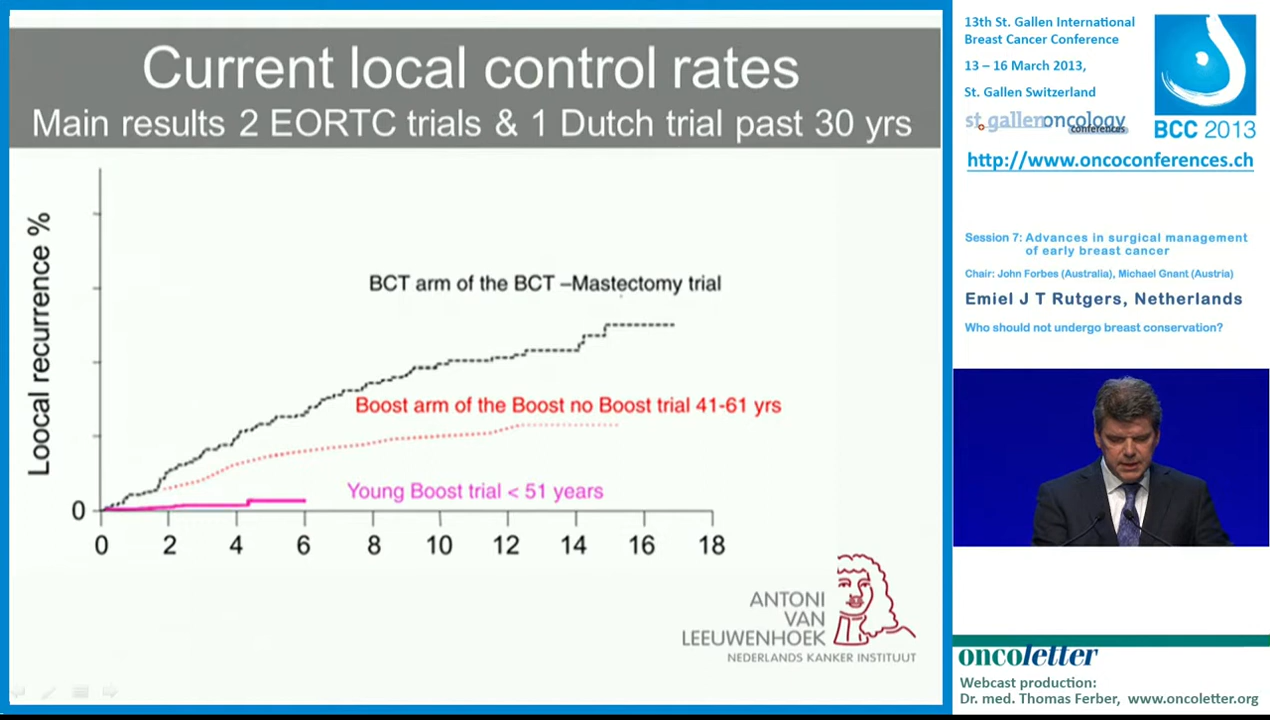 Current local control rates
Main results 2 EORTC trials & 1 Dutch trial past 30 yrs
Loocal recurrence %
BCT arm of the BCT –Mastectomy trial
Boost arm of the Boost no Boost trial 41-61 yrs
Young Boost trial < 51 years
0
0 2 4 6 8 10 12 14 16 18
ANTONI
VAN
LEEUWENHOEK
NEDERLANDS KANKER INSTITUUT
13th St. Gallen International
Breast Cancer Conference
13 – 16 March 2013,
St. Gallen Switzerland
st.gallenoncology
conferences
BCC 2013
http://www.oncoconferences.ch
Session 7: Advances in surgical management
of early breast cancer
Chair: John Forbes (Australia), Michael Gnant (Austria)
Emiel J T Rutgers, Netherlands
Who should not undergo breast conservation?
oncoletter
Webcast production:
Dr. med. Thomas Ferber, www.oncoletter.org